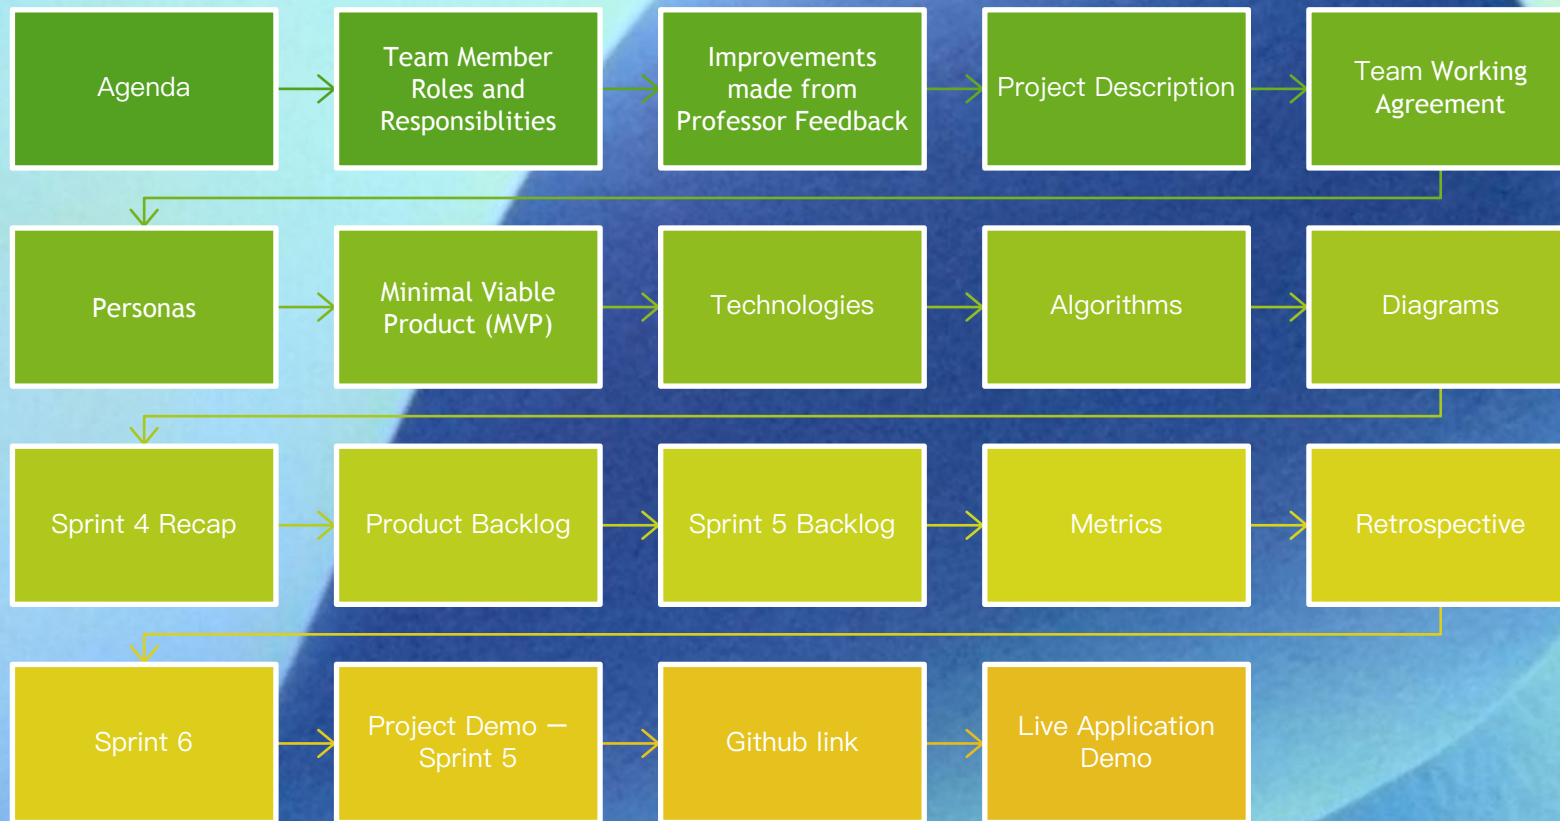 Agenda
Team Member
Roles and
Responsiblities
Improvements
made from
Professor Feedback
Project Description
Team Working
Agreement
Personas
Minimal Viable
Product (MVP)
Technologies
Algorithms
Diagrams
Sprint 4 Recap
Product Backlog
Sprint 5 Backlog
Metrics
Retrospective
Sprint 6
Project Demo –
Sprint 5
Github link
Live Application
Demo